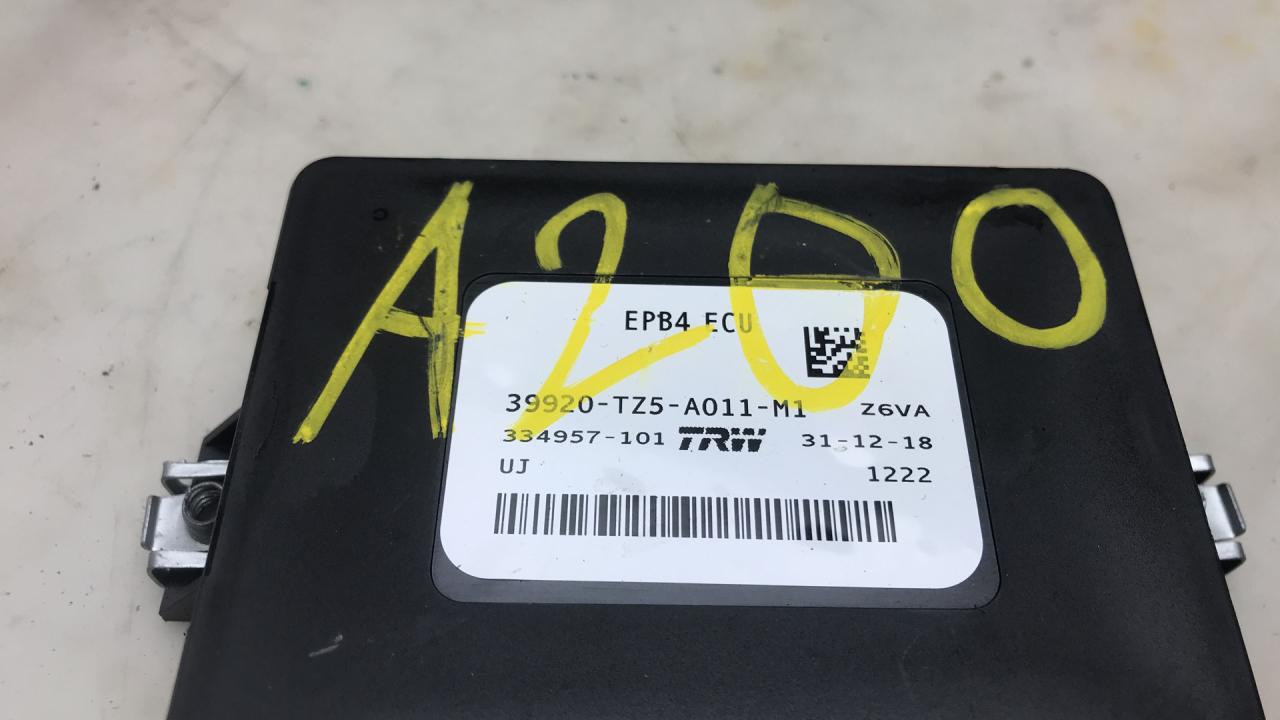 A200
EPB4 ECU
39920-TZ5-A011-M1 Z6VA
334957-101 TRW 31-12-18
UJ 1222